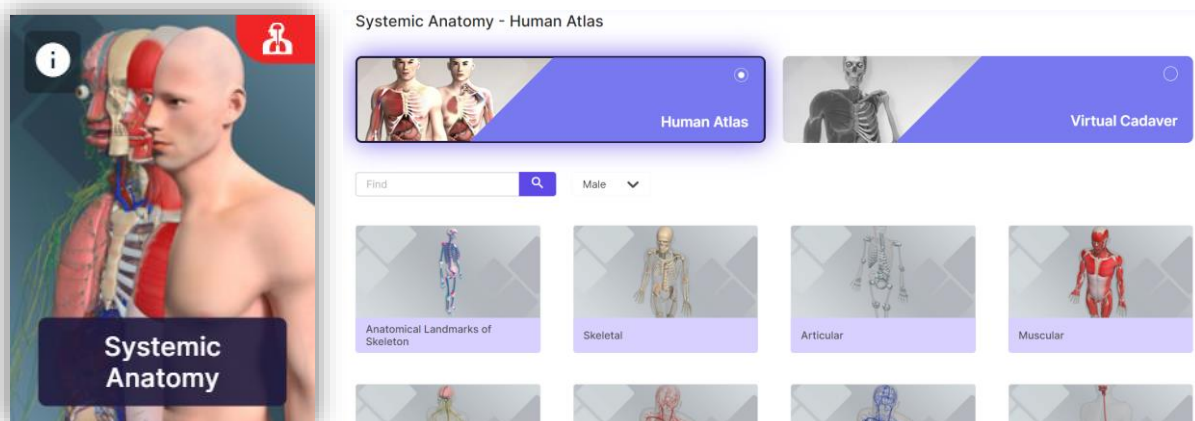 Systemic
Anatomy
Systemic Anatomy - Human Atlas
Human Atlas
Virtual Cadaver
Find
Male
Anatomical Landmarks of
Skeleton
Skeletal
Articular
Muscular